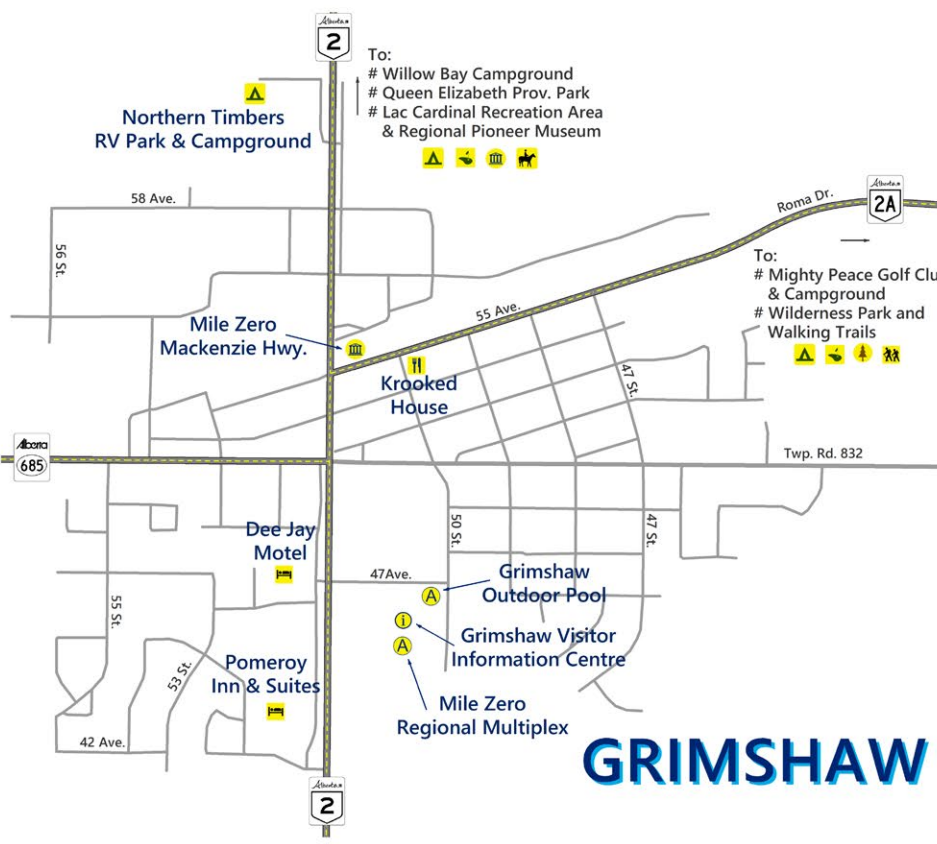 Alberta
2
To:
# Willow Bay Campground
# Queen Elizabeth Prov. Park
# Lac Cardinal Recreation Area
& Regional Pioneer Museum
Northern Timbers
RV Park & Campground
58 Ave.
56 St.
Roma Dr.
Alberta
2A
To:
# Mighty Peace Golf Clu
& Campground
# Wilderness Park and
Walking Trails
55 Ave.
Mile Zero
Mackenzie Hwy.
Krooked
House
47 St.
Alberta
685
Twp. Rd. 832
Dee Jay
Motel
50 St.
47 St.
47Ave.
Grimshaw
Outdoor Pool
A
i
Grimshaw Visitor
Information Centre
A
Mile Zero
Regional Multiplex
55 St.
53 St.
Pomeroy
Inn & Suites
42 Ave.
GRIMSHAW
Alberta
2